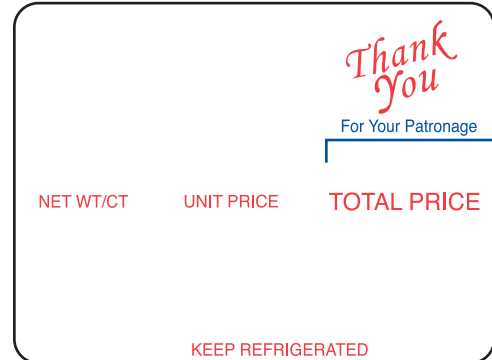 Thank
You
For Your Patronage
NET WT/CT UNIT PRICE TOTAL PRICE
KEEP REFRIGERATED